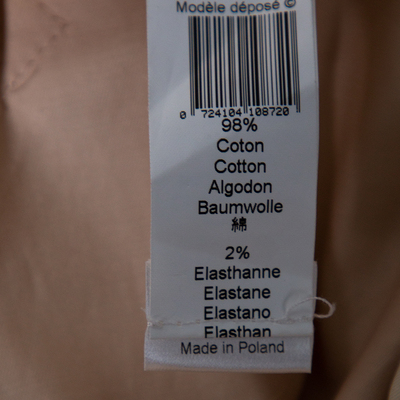 Modèle déposé ©
0 724104 108720
98%
Coton
Cotton
Algodon
Baumwolle
綿
2%
Elasthanne
Elastane
Elastano
Elasthan
Made in Poland